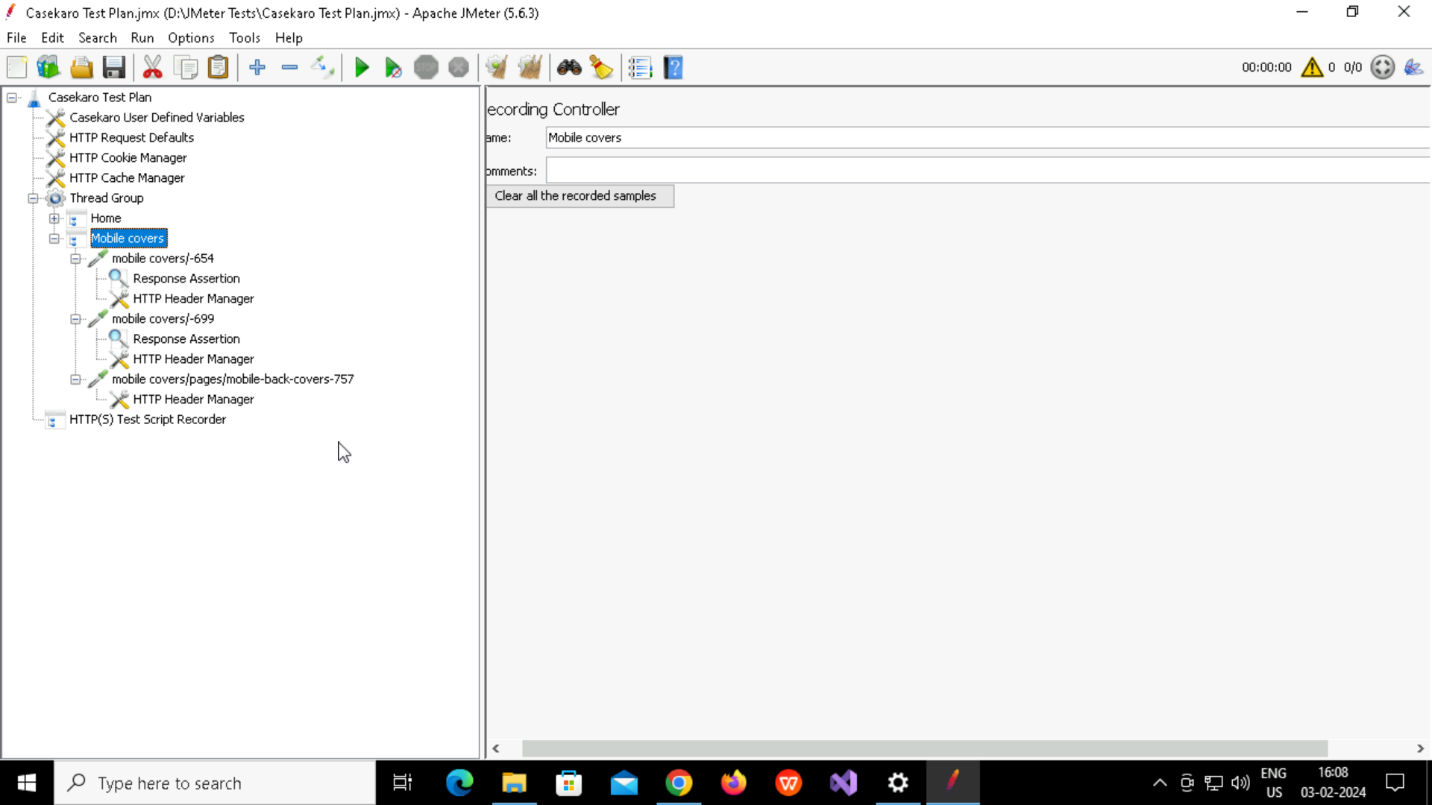 Casekaro Test Plan.jmx (D:\JMeter Tests\Casekaro Test Plan.jmx) - Apache JMeter (5.6.3)
File Edit Search Run Options Tools Help
00:00:00 0 0/0
Casekaro Test Plan
Casekaro User Defined Variables
HTTP Request Defaults
HTTP Cookie Manager
HTTP Cache Manager
Thread Group
Home
Mobile covers
mobile covers/-654
Response Assertion
HTTP Header Manager
mobile covers/-699
Response Assertion
HTTP Header Manager
mobile covers/pages/mobile-back-covers-757
HTTP Header Manager
HTTP(S) Test Script Recorder
ecording Controller
ame: Mobile covers
omments:
Clear all the recorded samples
Type here to search
ENG
US
16:08
03-02-2024